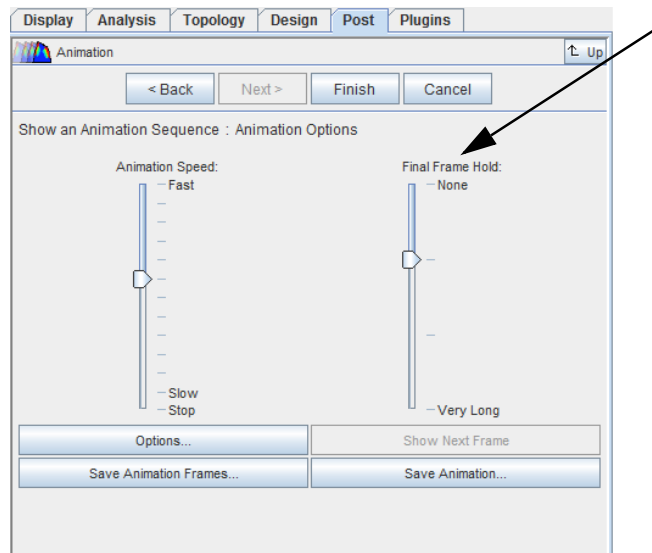 Display Analysis Topology Design Post Plugins
Animation Up
< Back Next > Finish Cancel
Show an Animation Sequence : Animation Options
Animation Speed: Final Frame Hold:
Fast None
Slow
Stop Very Long
Options... Show Next Frame
Save Animation Frames... Save Animation...